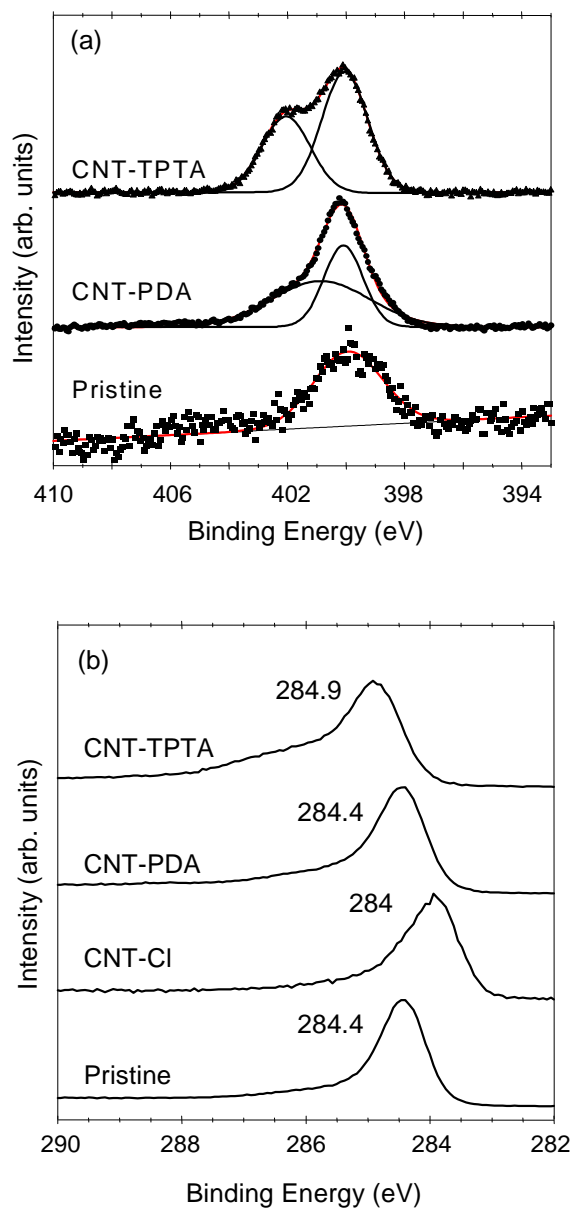 (a)
CNT-TPTA
CNT-PDA
Pristine
Intensity (arb. units)
410 406 402 398 394
Binding Energy (eV)
(b)
284.9
CNT-TPTA
284.4
CNT-PDA
284
CNT-Cl
284.4
Pristine
Intensity (arb. units)
290 288 286 284 282
Binding Energy (eV)